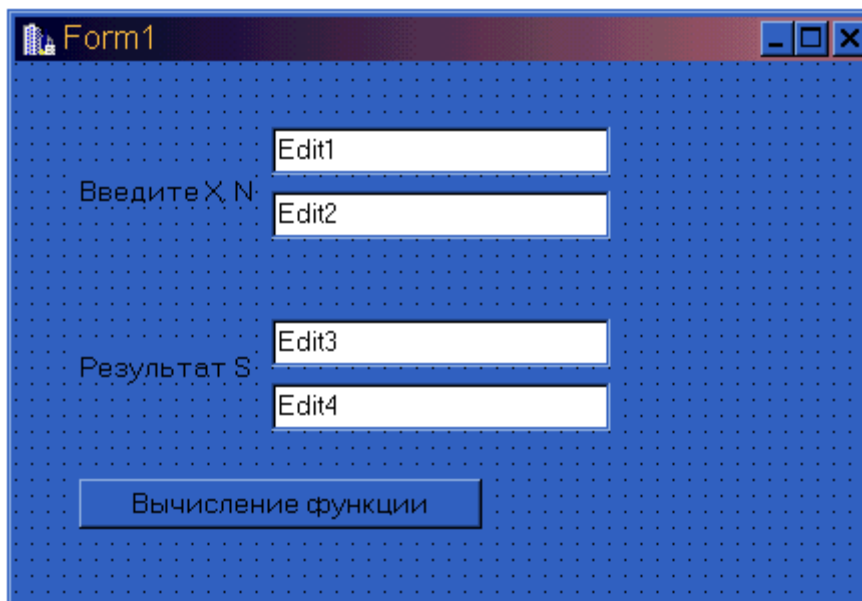 Form1
Edit1
Введите X, N
Edit2
Edit3
Результат S
Edit4
Вычисление функции